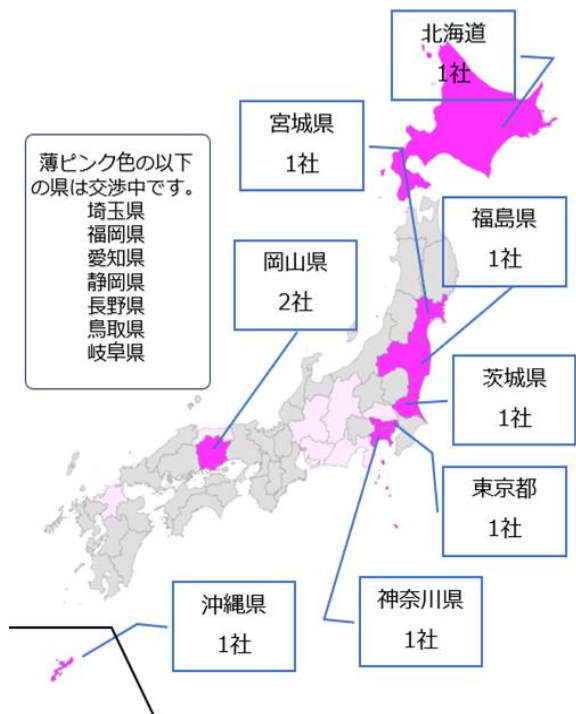 北海道
1社
宮城県
1社
薄ピンク色の以下
の県は交渉中です。
埼玉県
福岡県
愛知県
静岡県
長野県
鳥取県
岐阜県
福島県
1社
岡山県
2社
茨城県
1社
東京都
1社
神奈川県
1社
沖縄県
1社